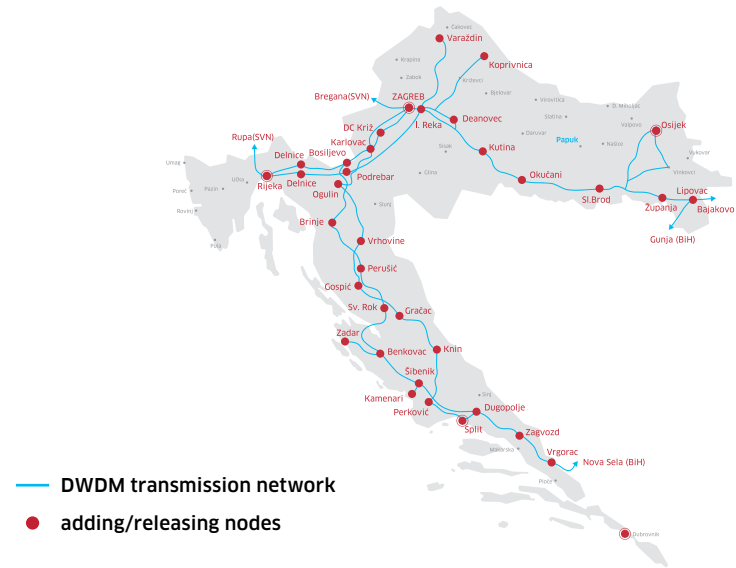 Čakovec
Varaždin
Krapina
Koprivnica
Zabok
Križevci
Bregana(SVN)
ZAGREB
Bjelovar
Virovitica
D. Miholjac
I. Reka
Deanovec
Slatina
Valpovo
Osijek
DC Križ
Daruvar
Papuk
Rupa(SVN)
Karlovac
Našice
Bosiljevo
Kutina
Sisak
Vukovar
Delnice
Umag
Podrebar
Glina
Vinkovci
Učka
Rijeka
Delnice
Okučani
Poreč
Pazin
Ogulin
Sl.Brod
Lipovac
Rovinj
Slunj
Županja
Bajakovo
Brinje
Pula
Vrhovine
Gunja (BiH)
Perušić
Gospić
Sv. Rok
Gračac
Zadar
Benkovac
Knin
Šibenik
Kamenari
Sinj
Perković
Dugopolje
Split
Zagvozd
Makarska
Vrgorac
Nova Sela (BiH)
DWDM transmission network
Ploče
adding/releasing nodes
Dubrovnik